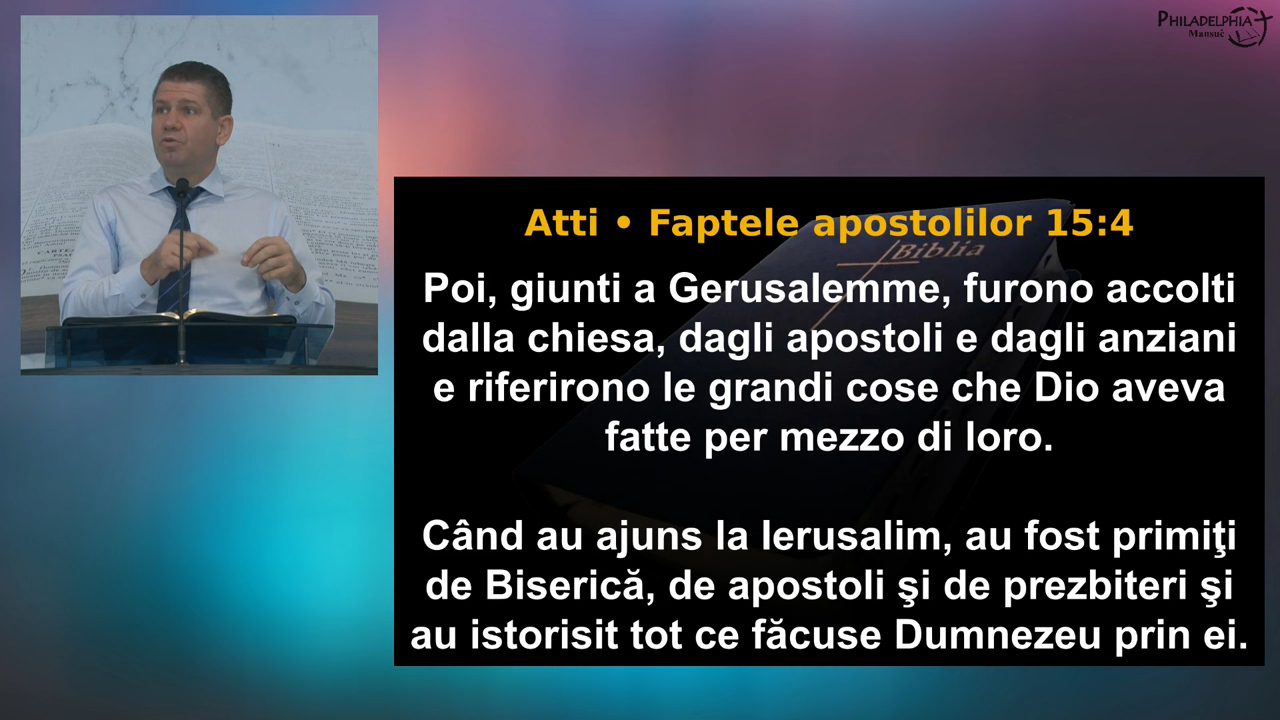 PHILADELPHIA
Mansuè
Atti • Faptele apostolilor 15:4
Biblia
Poi, giunti a Gerusalemme, furono accolti
dalla chiesa, dagli apostoli e dagli anziani
e riferirono le grandi cose che Dio aveva
fatte per mezzo di loro.
Când au ajuns la Ierusalim, au fost primiţi
de Biserică, de apostoli şi de prezbiteri şi
au istorisit tot ce făcuse Dumnezeu prin ei.